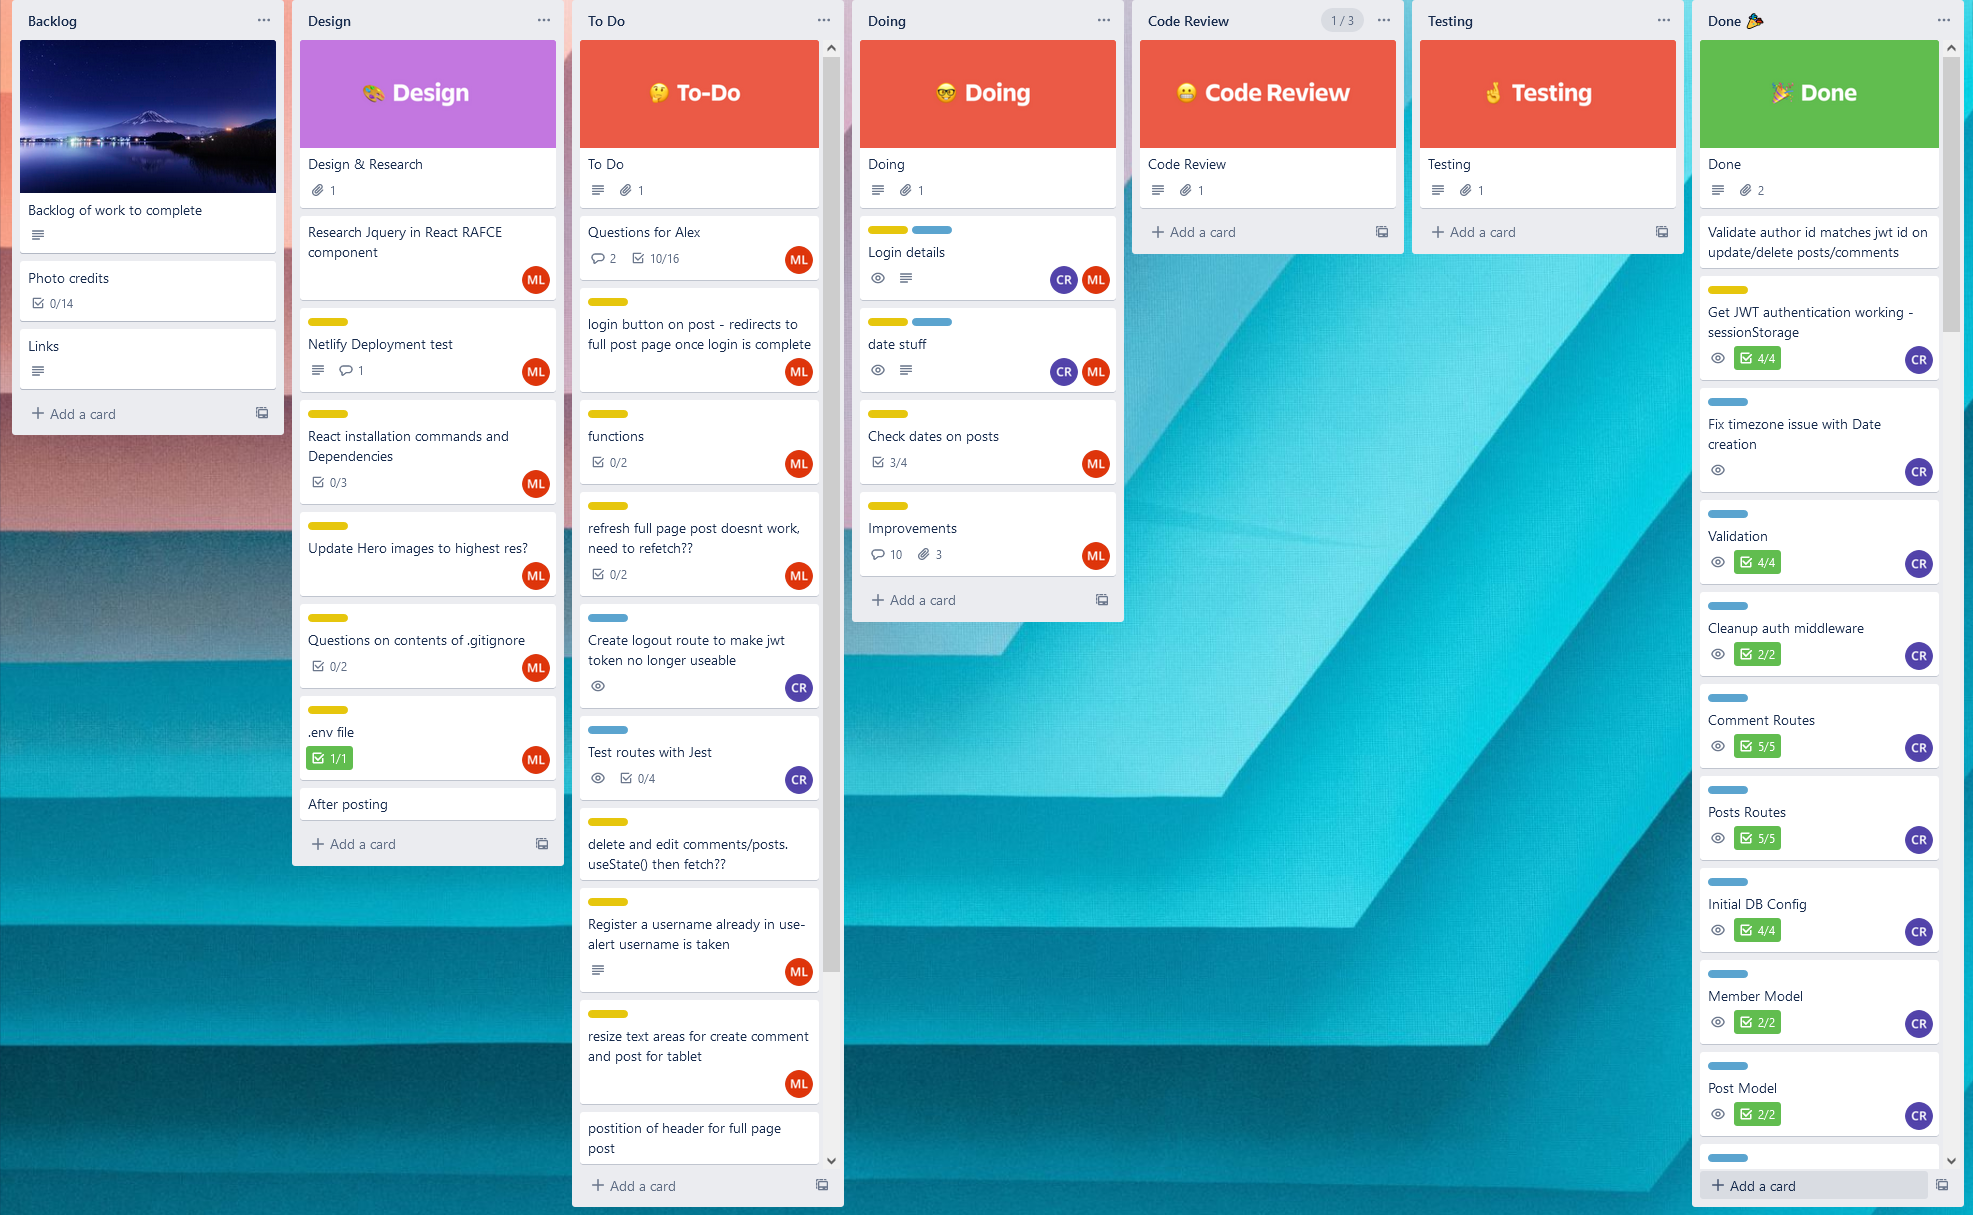 Backlog
Backlog of work to complete
Photo credits
0/14
Links
Add a card
Design
Design
Design & Research
1
Research Jquery in React RAFCE
component
ML
Netlify Deployment test
1
ML
React installation commands and
Dependencies
0/3
ML
Update Hero images to highest res?
ML
Questions on contents of .gitignore
0/2
ML
.env file
1/1
ML
After posting
Add a card
To Do
To-Do
To Do
1
Questions for Alex
2 10/16
ML
login button on post - redirects to
full post page once login is complete
ML
functions
0/2
ML
refresh full page post doesnt work,
need to refetch??
0/2
ML
Create logout route to make jwt
token no longer useable
CR
Test routes with Jest
0/4
CR
delete and edit comments/posts.
useState() then fetch??
Register a username already in use-
alert username is taken
ML
resize text areas for create comment
and post for tablet
ML
postition of header for full page
post
Add a card
Doing
Doing
Doing
1
Login details
CR ML
date stuff
CR ML
Check dates on posts
3/4
ML
Improvements
10 3
ML
Add a card
Code Review 1 / 3
Code Review
Code Review
1
Add a card
Testing
Testing
Testing
1
Add a card
Done
Done
Done
2
Validate author id matches jwt id on
update/delete posts/comments
Get JWT authentication working -
sessionStorage
4/4
CR
Fix timezone issue with Date
creation
CR
Validation
4/4
CR
Cleanup auth middleware
2/2
CR
Comment Routes
5/5
CR
Posts Routes
5/5
CR
Initial DB Config
4/4
CR
Member Model
2/2
CR
Post Model
2/2
CR
Add a card